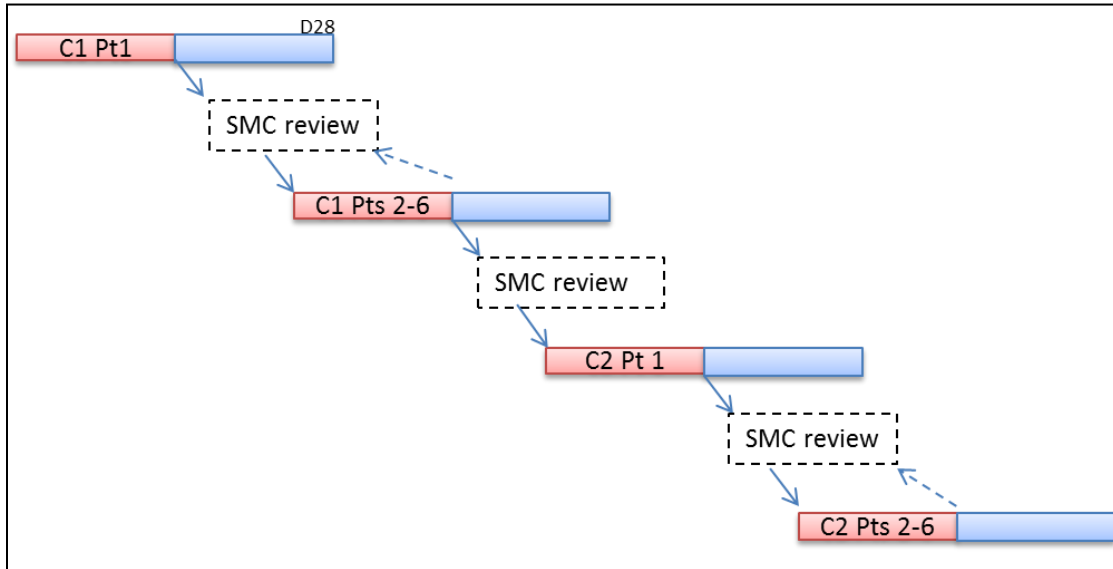 D28
C1 Pt1
SMC review
C1 Pts 2-6
SMC review
C2 Pt 1
SMC review
C2 Pts 2-6